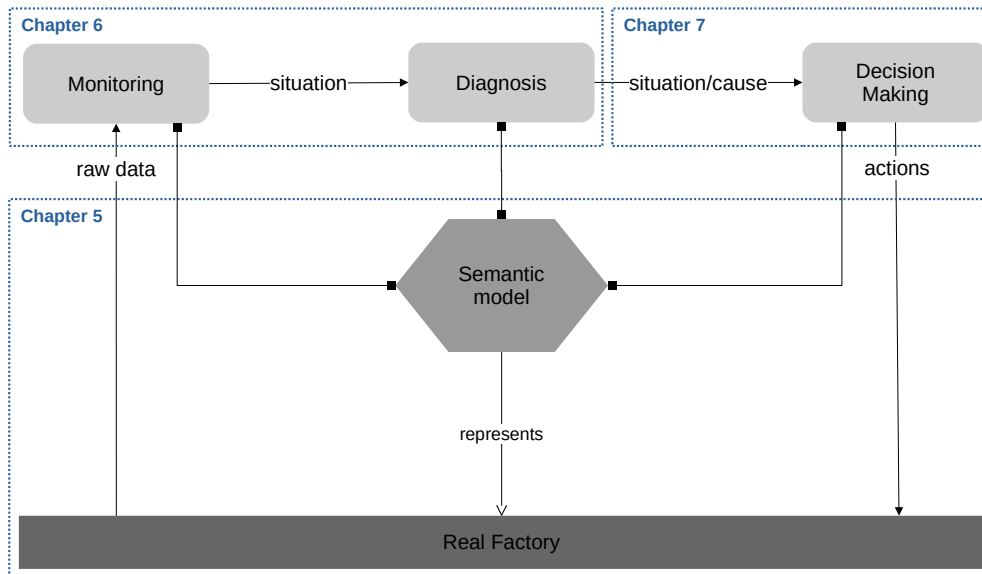 Chapter 6
Chapter 7
Monitoring
situation
Diagnosis
situation/cause
Decision
Making
raw data
actions
Chapter 5
Semantic
model
represents
Real Factory